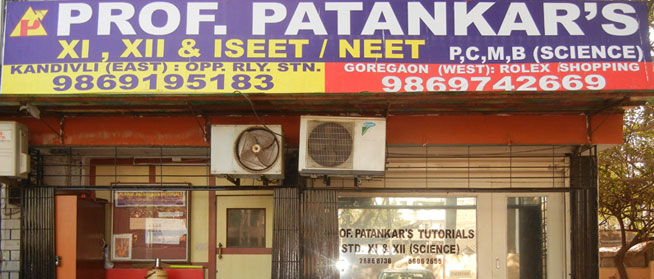 PROF. PATANKAR'S
XI , XII & ISEET / NEET P,C,M,B (SCIENCE)
KANDIVLI (EAST) : OPP. RLY. STN. GOREGAON (WEST): ROLEX SHOPPING
9869195183 9869742669
OF. PATANKAR'S TUTORIALS
STD. XI & XII (SCIENCE)